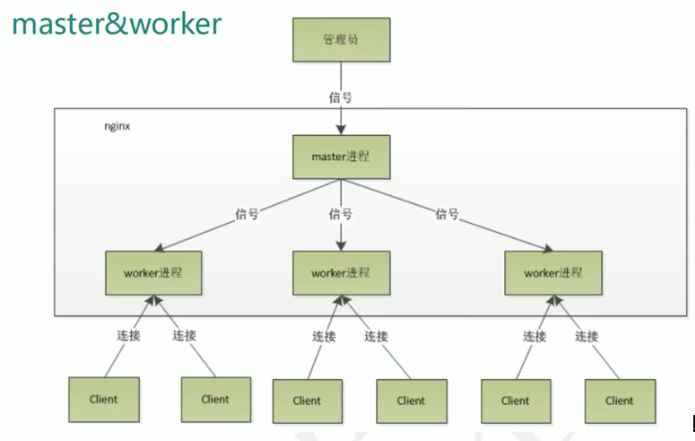 master&worker
管理员
信号
nginx
master进程
信号 信号 信号
worker进程 worker进程 worker进程
连接 连接 连接 连接 连接 连接
Client Client Client Client Client Client